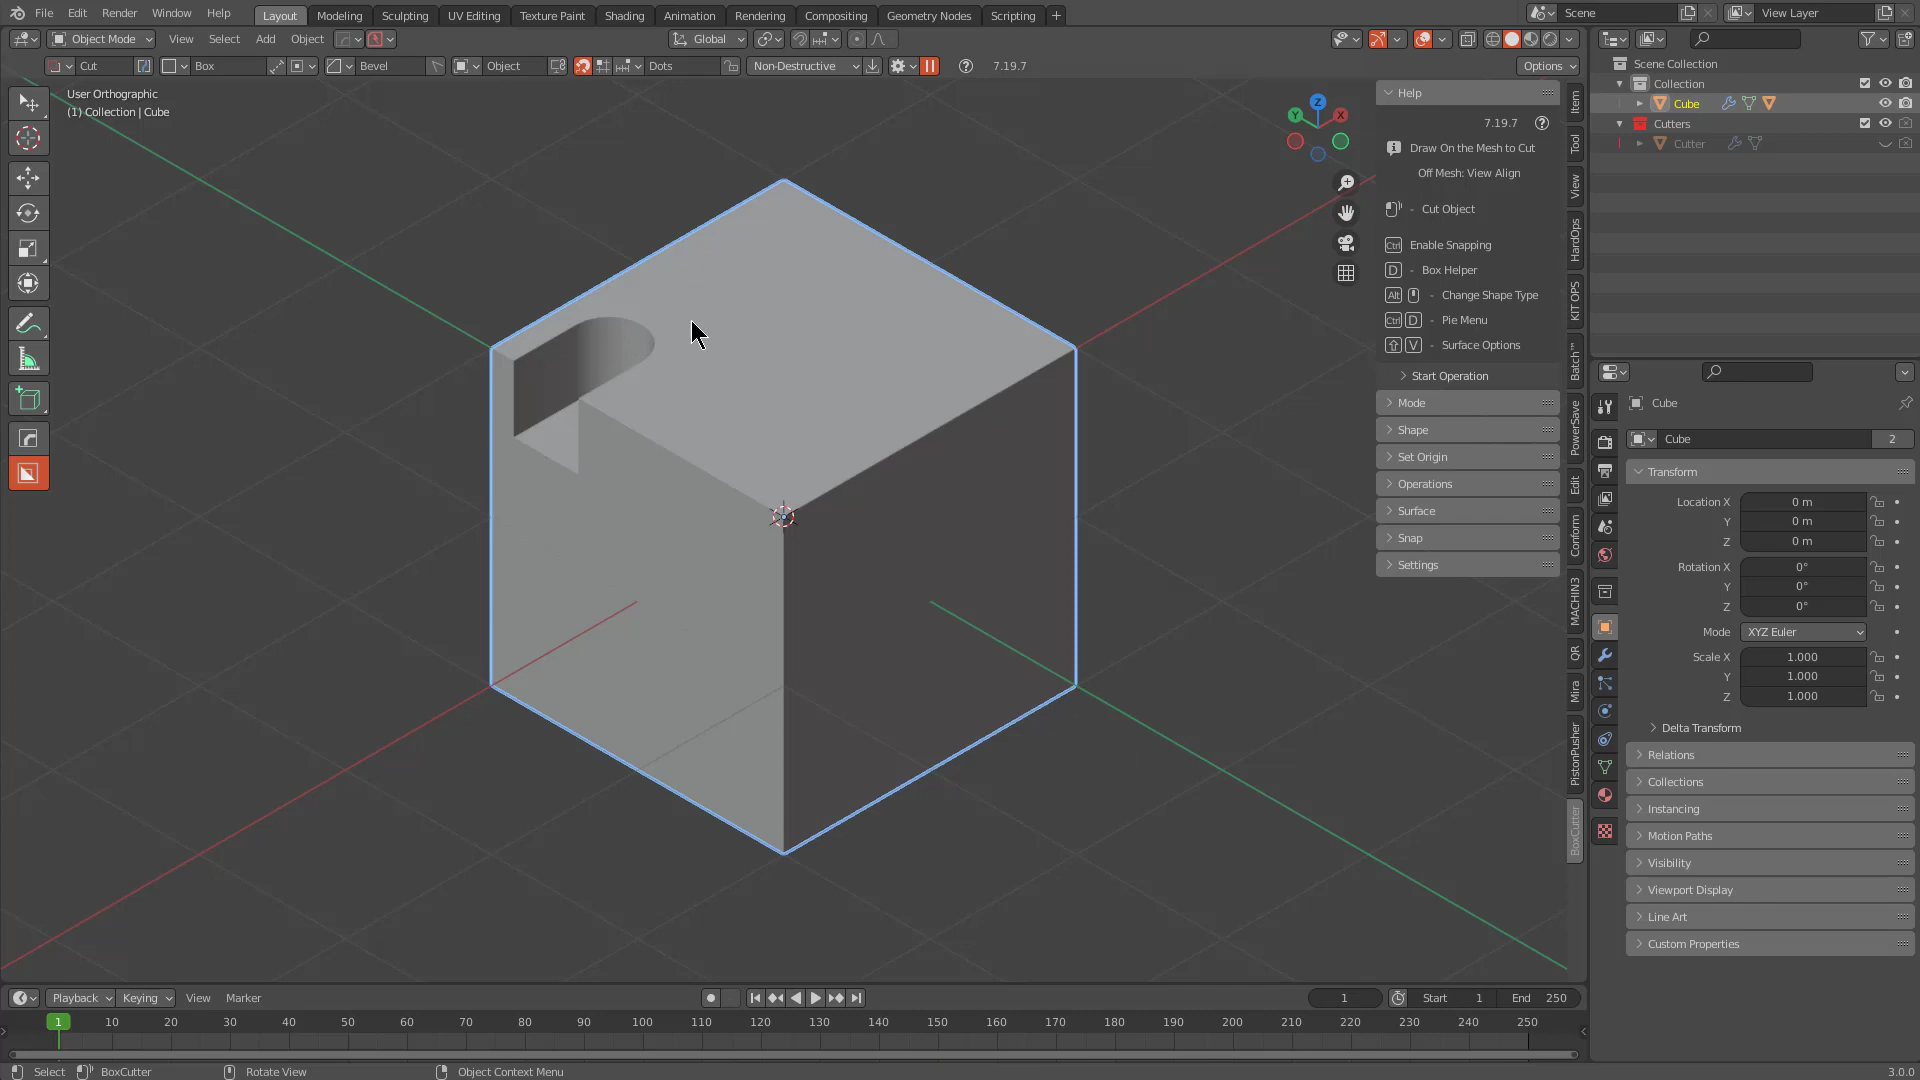 File Edit Render Window Help Layout Modeling Sculpting UV Editing Texture Paint Shading Animation Rendering Compositing Geometry Nodes Scripting + Scene View Layer
Object Mode View Select Add Object Global
Cut Box Bevel Object Dots Non-Destructive 7.19.7 Options
User Orthographic
(1) Collection | Cube
Z
Y
X
Help
7.19.7
Draw On the Mesh to Cut
Off Mesh: View Align
- Cut Object
Ctrl Enable Snapping
D - Box Helper
Alt - Change Shape Type
Ctrl D - Pie Menu
V - Surface Options
Start Operation
Mode
Shape
Set Origin
Operations
Surface
Snap
Settings
Item
Tool
View
HardOps
KIT OPS
Batch™
PowerSave
Edit
Conform
MACHIN3
QR
Mira
PistonPusher
BoxCutter
Scene Collection
Collection
Cube
Cutters
Cutter
Cube
Cube 2
Transform
Location X 0 m
Y 0 m
Z 0 m
Rotation X 0°
Y 0°
Z 0°
Mode XYZ Euler
Scale X 1.000
Y 1.000
Z 1.000
Delta Transform
Relations
Collections
Instancing
Motion Paths
Visibility
Viewport Display
Line Art
Custom Properties
Playback Keying View Marker 1 Start 1 End 250
1 10 20 30 40 50 60 70 80 90 100 110 120 130 140 150 160 170 180 190 200 210 220 230 240 250
Select BoxCutter Rotate View Object Context Menu 3.0.0